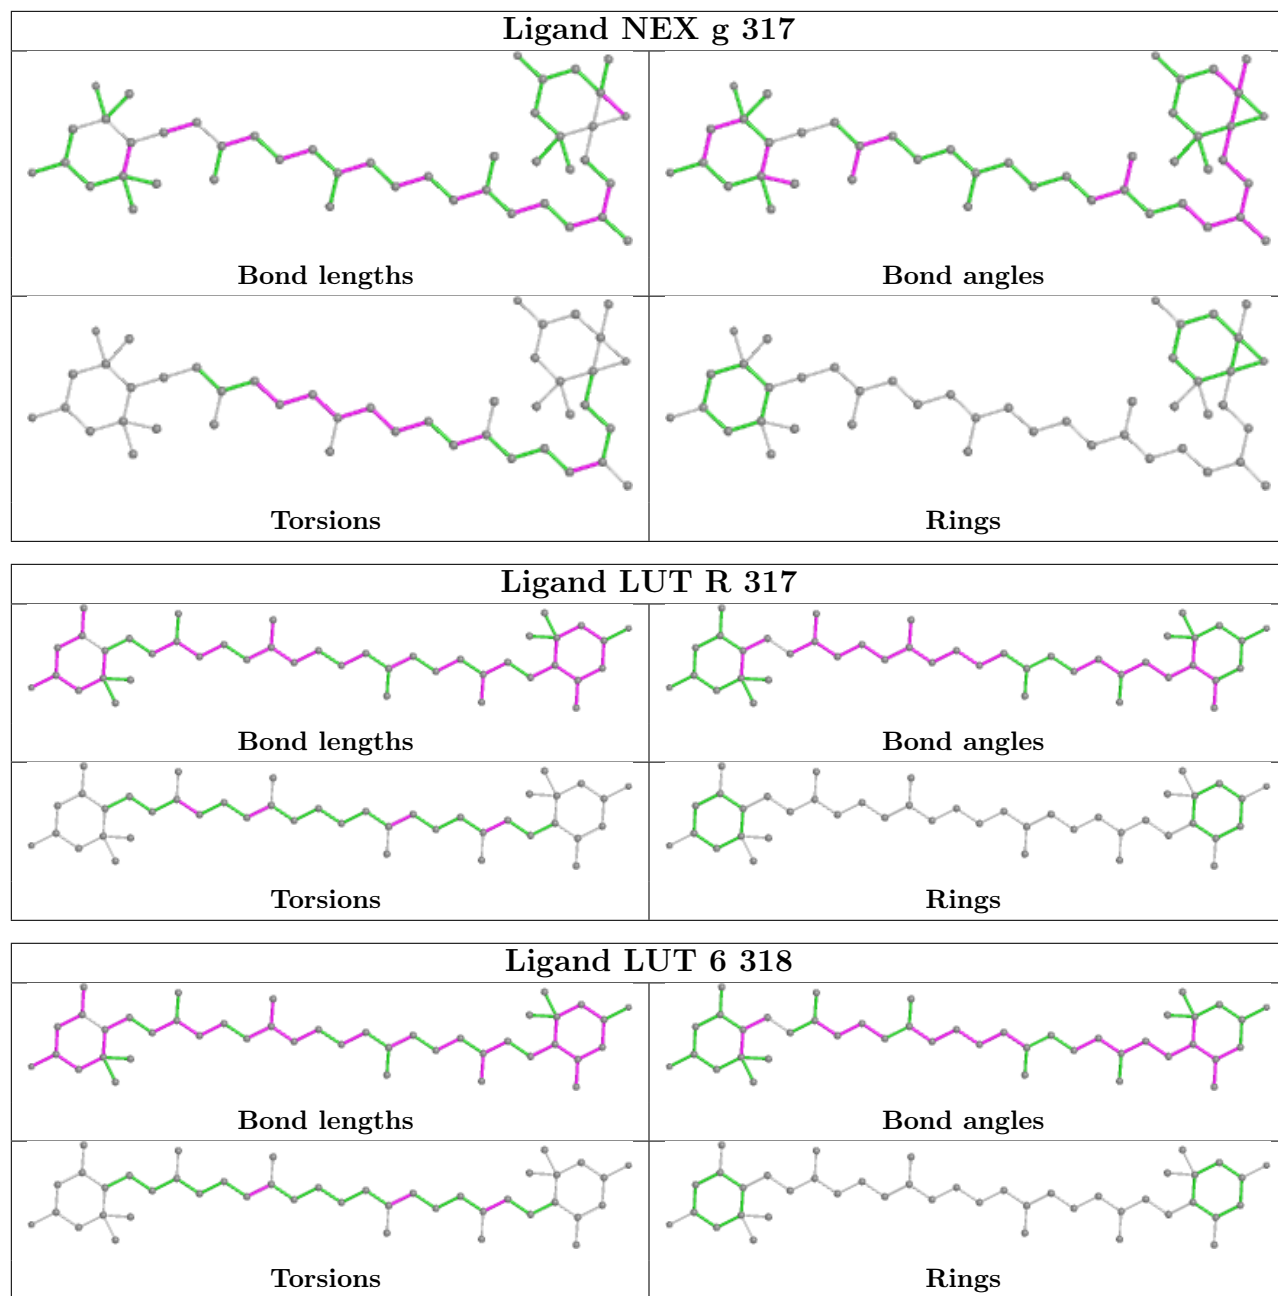 Ligand NEX g 317
Bond lengths
Bond angles
Torsions
Rings
Ligand LUT R 317
Bond lengths
Bond angles
Torsions
Rings
Ligand LUT 6 318
Bond lengths
Bond angles
Torsions
Rings